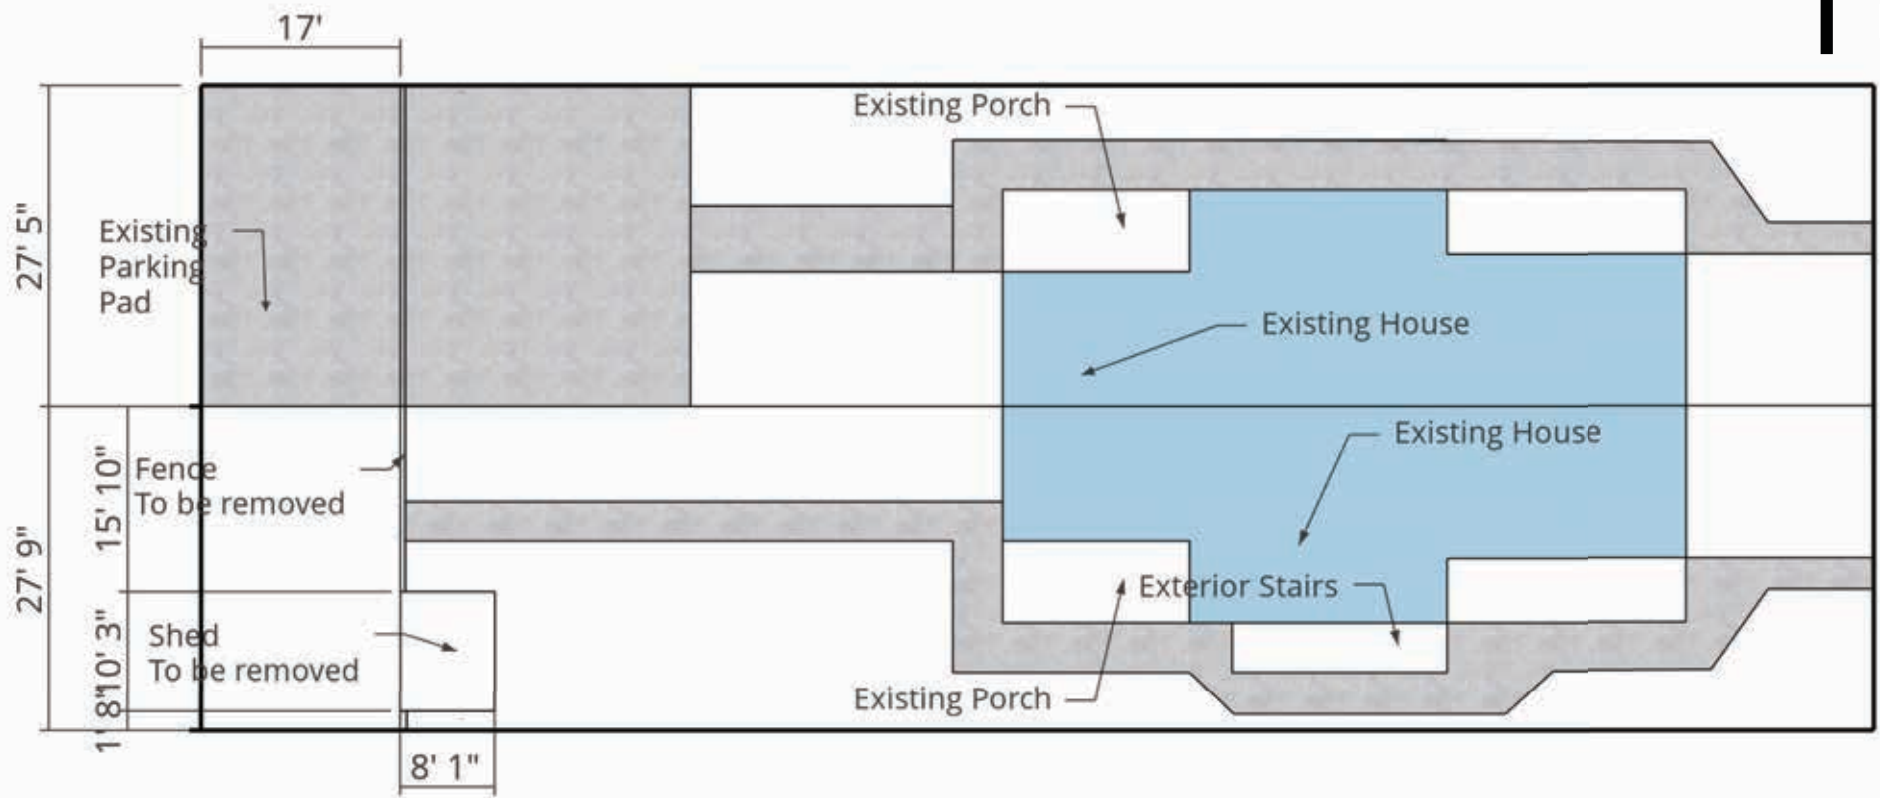 17'
Existing Porch
27' 5"
Existing
Parking
Pad
Existing House
Existing House
15' 10"
Fence
To be removed
27' 9"
Exterior Stairs
10' 3"
Shed
To be removed
1' 8"
Existing Porch
8' 1"